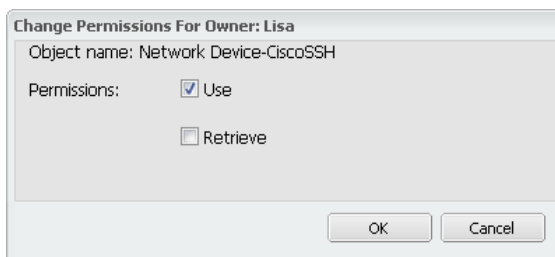 Change Permissions For Owner: Lisa
Object name: Network Device-CiscoSSH
Permissions: Use
Retrieve
OK Cancel